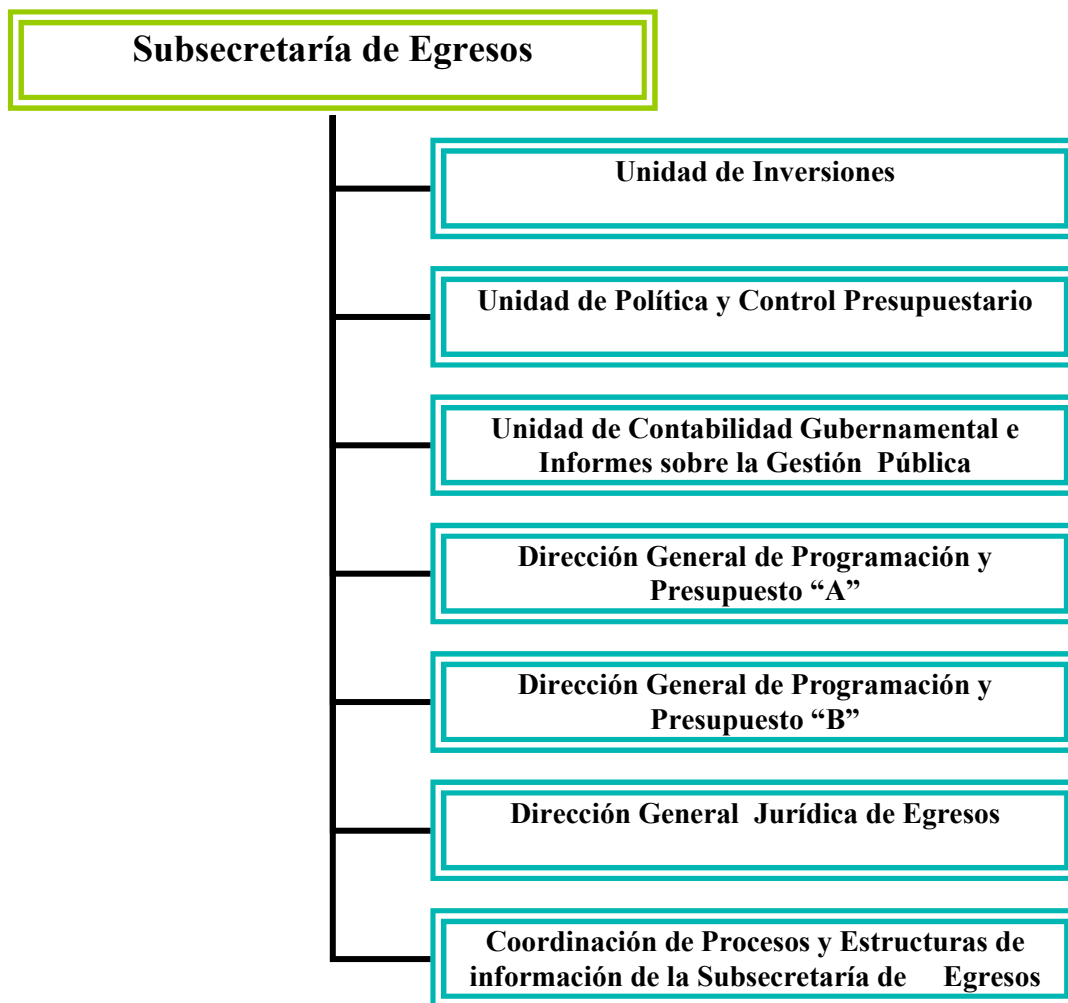 Subsecretaría de Egresos
Unidad de Inversiones
Unidad de Política y Control Presupuestario
Unidad de Contabilidad Gubernamental e
Informes sobre la Gestión Pública
Dirección General de Programación y
Presupuesto “A”
Dirección General de Programación y
Presupuesto “B”
Dirección General Jurídica de Egresos
Coordinación de Procesos y Estructuras de
información de la Subsecretaría de Egresos